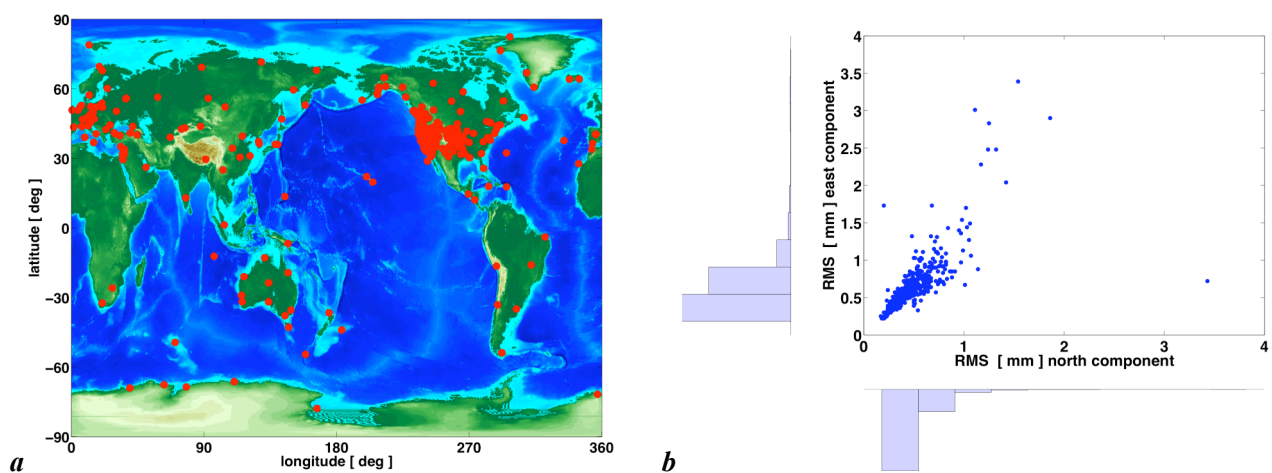 90
60
30
0
−30
−60
−90
latitude [ deg ]
0 90 180 270 360
longitude [ deg ]
a
4
3.5
3
2.5
2
1.5
1
0.5
0
RMS [ mm ] east component
0 1 2 3 4
RMS [ mm ] north component
b